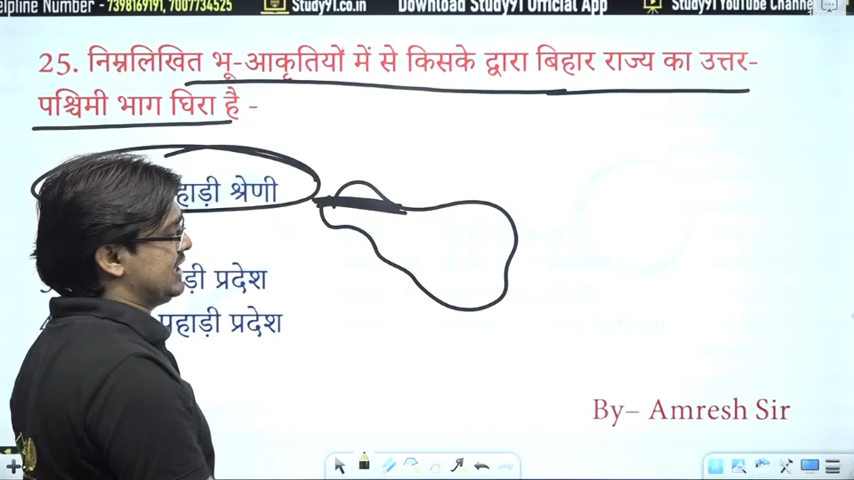 elpline Number - 7398169191, 7007734525
Study91.co.in
Download Study91 Official App
Study91 YouTube Channe
25. निम्नलिखित भू-आकृतियों में से किसके द्वारा बिहार राज्य का उत्तर-
पश्चिमी भाग घिरा है -
श्रेणी
प्रदेश
पहाड़ी प्रदेश
By– Amresh Sir